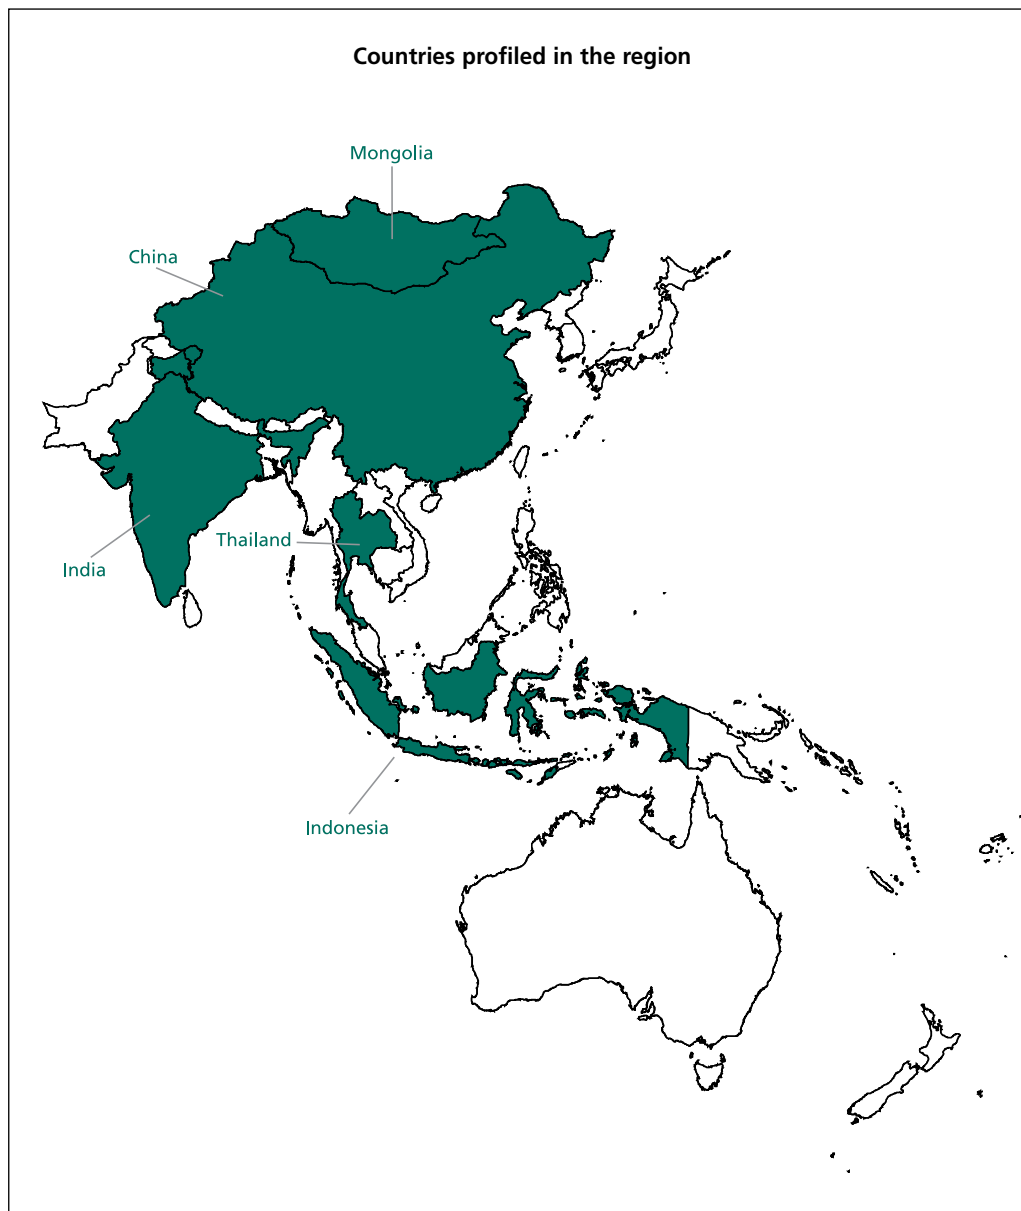 Countries profiled in the region
Mongolia
China
Thailand
India
Indonesia